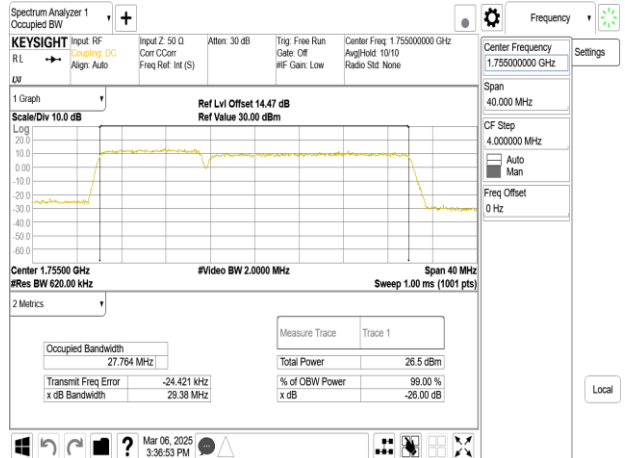 Spectrum Analyzer 1
Occupied BW
+
KEYSIGHT
Input: RF
Coupling: DC
Align: Auto
Input Z: 50 Ω
Corr CCorr
Freq Ref: Int (S)
Atten: 30 dB
Trig: Free Run
Gate: Off
#IF Gain: Low
Center Freq: 1.755000000 GHz
Avg|Hold: 10/10
Radio Std: None
RL
1 Graph
Scale/Div 10.0 dB
Ref Lvl Offset 14.47 dB
Ref Value 30.00 dBm
Log
20.0
10.0
0.00
-10.0
-20.0
-30.0
-40.0
-50.0
-60.0
Center 1.75500 GHz
#Res BW 620.00 kHz
#Video BW 2.0000 MHz
Span 40 MHz
Sweep 1.00 ms (1001 pts)
2 Metrics
Measure Trace
Trace 1
Occupied Bandwidth
27.764 MHz
Total Power
26.5 dBm
Transmit Freq Error
-24.421 kHz
% of OBW Power
99.00 %
x dB Bandwidth
29.38 MHz
x dB
-26.00 dB
?
Mar 06, 2025
3:36:53 PM
Frequency
Center Frequency
1.755000000 GHz
Settings
Span
40.000 MHz
CF Step
4.000000 MHz
Auto
Man
Freq Offset
0 Hz
Local